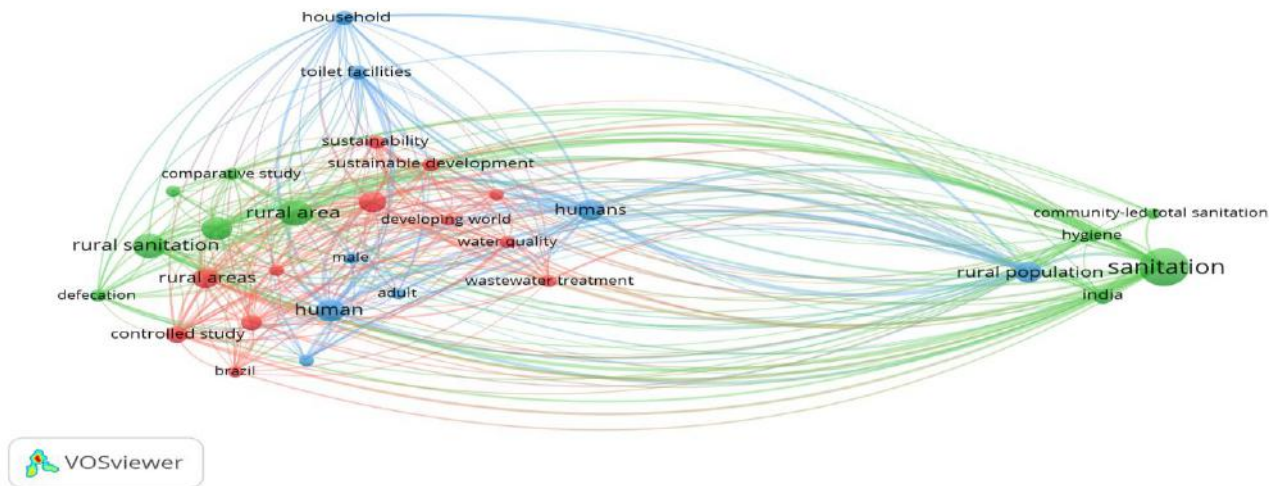 household
toilet facilities
sustainability
sustainable development
comparative study
rural area
developing world
humans
community-led total sanitation
hygiene
rural sanitation
water quality
male
rural areas
wastewater treatment
rural population
sanitation
defecation
adult
india
human
controlled study
brazil
VOSviewer